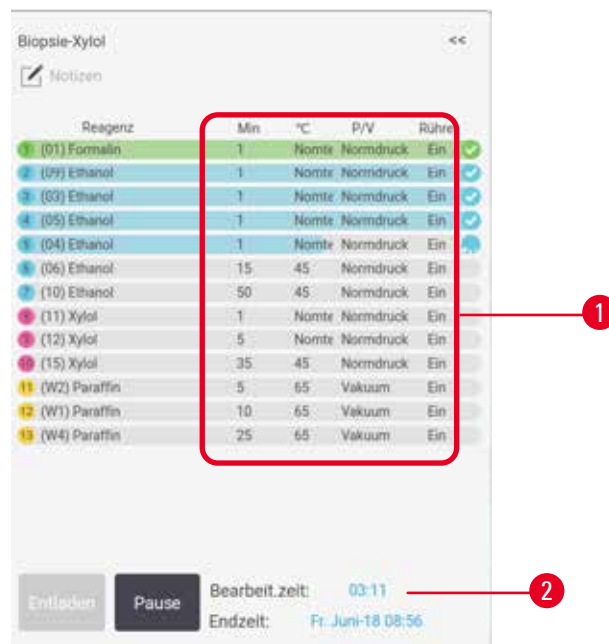 Biopsie-Xylol <<
Notizen
Reagenz Min °C P/V Rühre
1 (01) Formalin 1 Nomte Normdruck Ein
2 (09) Ethanol 1 Nomte Normdruck Ein
3 (03) Ethanol 1 Nomte Normdruck Ein
4 (05) Ethanol 1 Nomte Normdruck Ein
5 (04) Ethanol 1 Nomte Normdruck Ein
6 (06) Ethanol 15 45 Normdruck Ein
7 (10) Ethanol 50 45 Normdruck Ein
8 (11) Xylol 1 Nomte Normdruck Ein
9 (12) Xylol 5 Nomte Normdruck Ein
10 (15) Xylol 35 45 Normdruck Ein
11 (W2) Paraffin 5 65 Vakuum Ein
12 (W1) Paraffin 10 65 Vakuum Ein
13 (W4) Paraffin 25 65 Vakuum Ein
1
Entladen Pause Bearbeit.zeit: 03:11
2
Endzeit: Fr. Juni-18 08:56